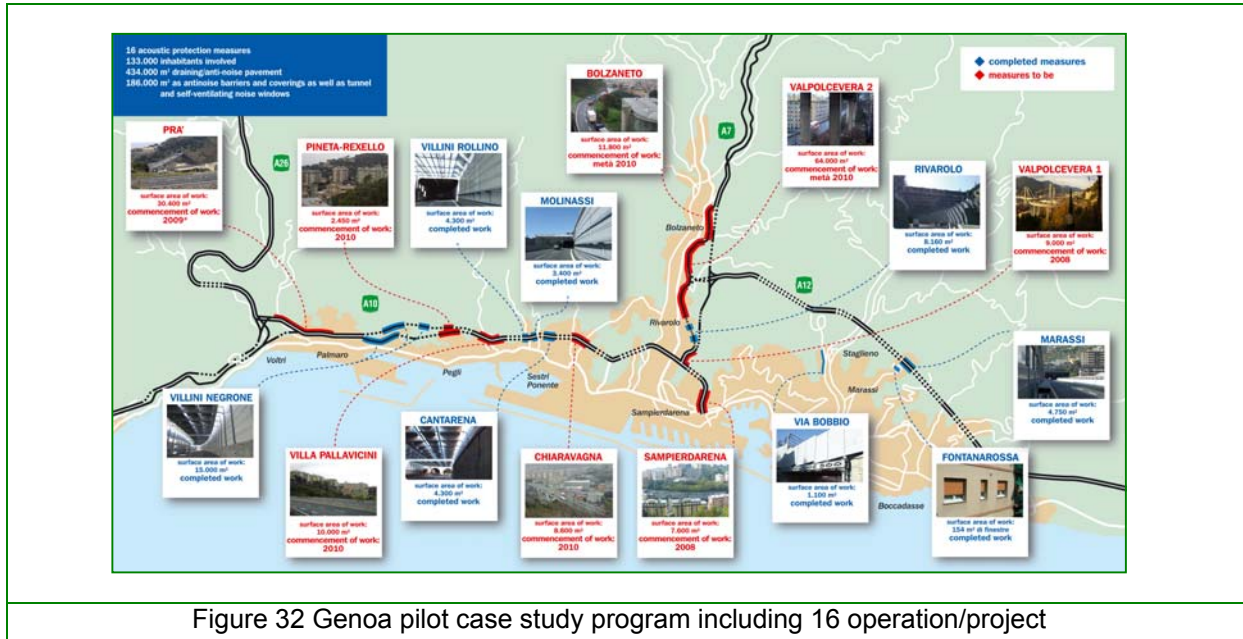 16 acoustic protection measures
133.000 inhabitants involved
434.000 m² draining/anti-noise pavement
186.000 m² as antinoise barriers and coverings as well as tunnel
and self-ventilating noise windows
completed measures
measures to be
PRA'
surface area of work:
30.400 m²
commencement of work:
2009*
A26
PINETA-REXELLO
surface area of work:
2.450 m²
commencement of work:
2010
VILLINI ROLLINO
surface area of work:
4.300 m²
completed work
MOLINASSI
surface area of work:
3.400 m²
completed work
BOLZANETO
surface area of work:
11.800 m²
commencement of work:
metà 2010
A7
VALPOLCEVERA 2
surface area of work:
64.000 m²
commencement of work:
metà 2010
RIVAROLO
surface area of work:
8.160 m²
completed work
VALPOLCEVERA 1
surface area of work:
9.000 m²
commencement of work:
2008
Bolzaneto
A12
A10
Rivarolo
Voltri
Palmaro
Pegli
Sestri
Ponente
Sampierdarena
Staglieno
Marassi
Boccadasse
MARASSI
surface area of work:
4.750 m²
completed work
VILLINI NEGRONE
surface area of work:
15.000 m²
completed work
VILLA PALLAVICINI
surface area of work:
10.000 m²
commencement of work:
2010
CANTARENA
surface area of work:
4.300 m²
completed work
CHIARAVAGNA
surface area of work:
8.600 m²
commencement of work:
2010
SAMPIERDARENA
surface area of work:
7.600 m²
commencement of work:
2008
VIA BOBBIO
surface area of work:
1.100 m²
completed work
FONTANAROSSA
surface area of work:
154 m² di finestre
completed work
Figure 32 Genoa pilot case study program including 16 operation/project